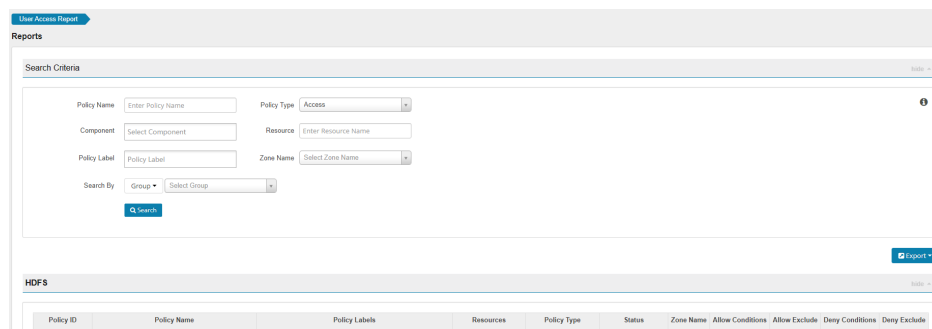 User Access Report
Reports
Search Criteria hide
Policy Name Enter Policy Name Policy Type Access
Component Select Component Resource Enter Resource Name
Policy Label Policy Label Zone Name Select Zone Name
Search By Group Select Group
Search
Export
HDFS hide
Policy ID Policy Name Policy Labels Resources Policy Type Status Zone Name Allow Conditions Allow Exclude Deny Conditions Deny Exclude